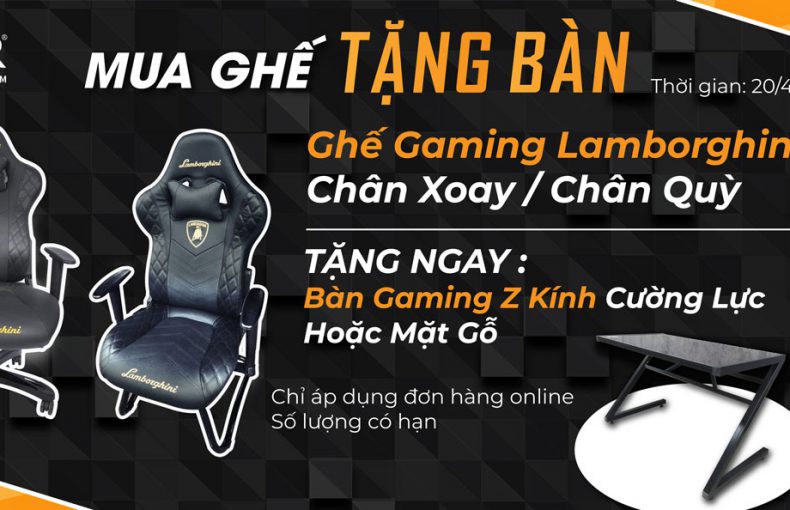 R®
M
MUA GHẾ TẶNG BÀN
Thời gian: 20/4
Ghế Gaming Lamborghin
Chân Xoay / Chân Quỳ
TẶNG NGAY :
Bàn Gaming Z Kính Cường Lực
Hoặc Mặt Gỗ
Chỉ áp dụng đơn hàng online
Số lượng có hạn
Lamborghini
Lamborghini
ghini